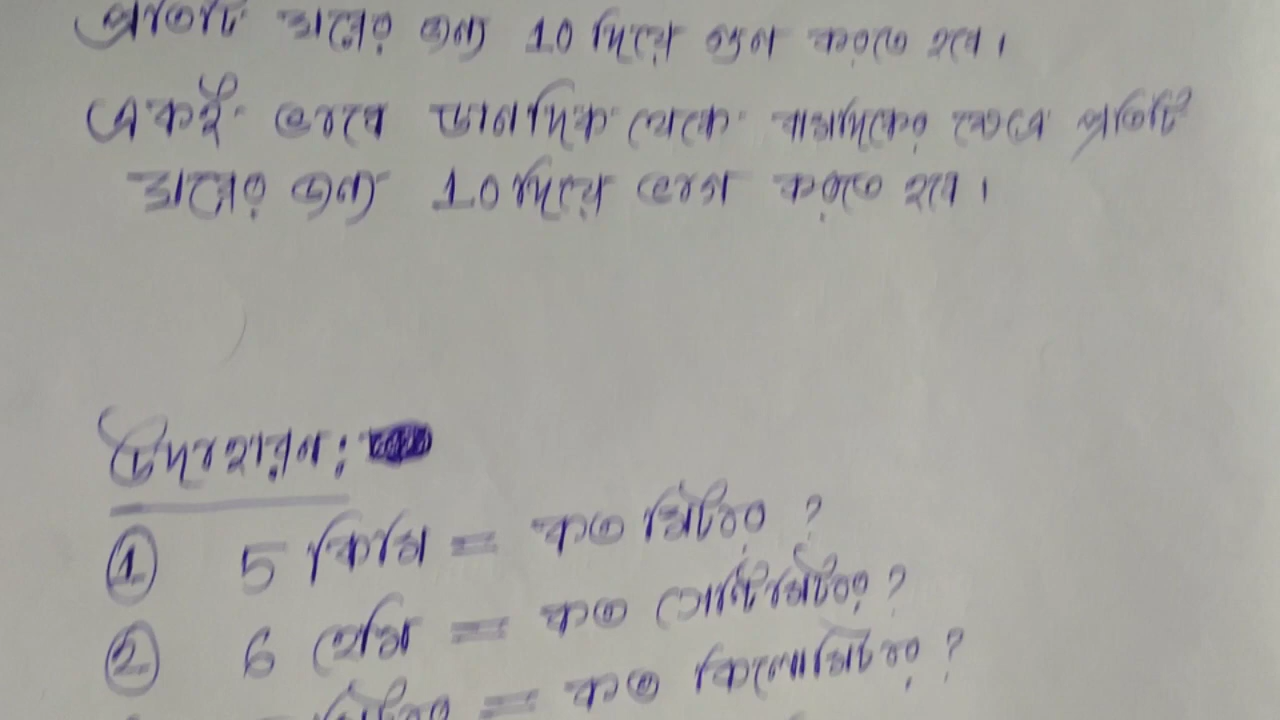 প্রত্যেক ঘরের জন্য 10 দিয়ে গুণ করতে হবে।
একই ভাবে ডানদিক থেকে বামদিকের ক্ষেত্রে প্রতিটি
ঘরের জন্য 10 দিয়ে ভাগ করতে হবে।
উদাহরণ:
① 5 কিমি = কত মিটার ?
② 6 হেমি = কত সেন্টিমিটার ?
মিটার = কত কিলোমিটার ?